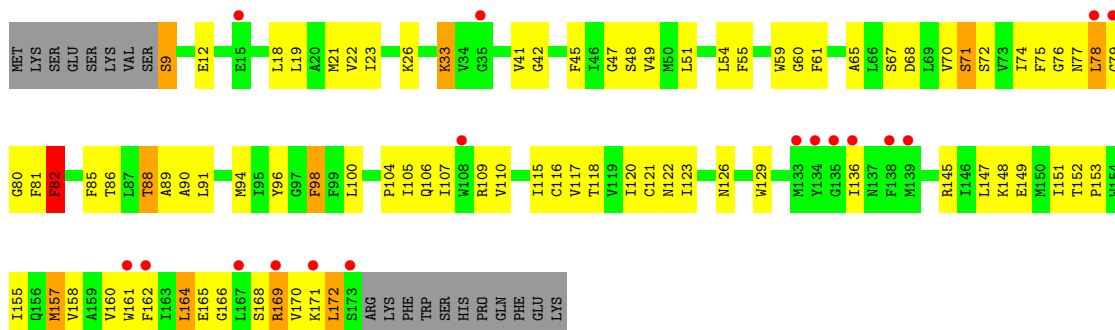 MET LYS SER GLU SER LYS VAL SER S9 E12 E15 L18 L19 A20 M21 V22 I23 K26 K33 V34 G35 V41 G42 F45 I46 G47 S48 V49 M50 L51 L54 F55 W59 G60 F61 A65 L66 S67 D68 L69 V70 S71 S72 V73 I74 F75 G76 N77 L78 G79
G80 F81 F82 F85 T86 L87 T88 A89 A90 L91 M94 I95 Y96 G97 F98 F99 L100 P104 I105 Q106 I107 W108 R109 V110 I115 C116 V117 T118 V119 I120 C121 N122 I123 N126 W129 M133 Y134 G135 I136 N137 F138 M139 R145 I146 L147 K148 E149 M150 I151 T152 P153 W154
I155 Q156 M157 V158 A159 V160 W161 F162 I163 L164 E165 G166 L167 S168 R169 V170 K171 L172 S173 ARG LYS PHE TRP SER HIS PRO GLN PHE GLU LYS